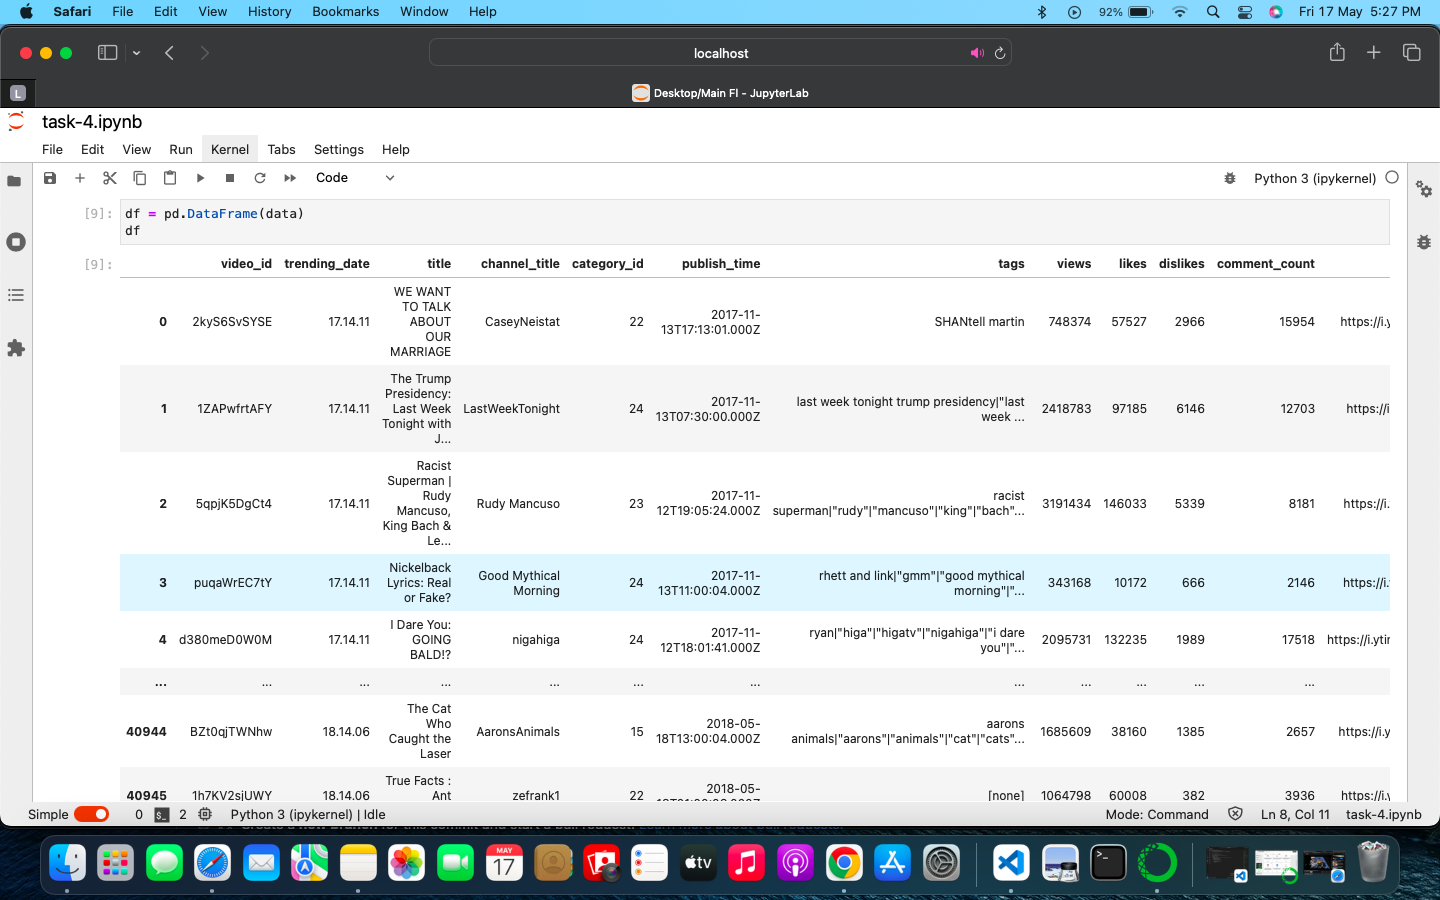 Safari File Edit View History Bookmarks Window Help 92% Fri 17 May 5:27 PM
localhost
L Desktop/Main Fl - JupyterLab
task-4.ipynb
File Edit View Run Kernel Tabs Settings Help
Code Python 3 (ipykernel)
[9]: df = pd.DataFrame(data)
df
[9]: video_id trending_date title channel_title category_id publish_time tags views likes dislikes comment_count
WE WANT
TO TALK
ABOUT
OUR
MARRIAGE
0 2kyS6SvSYSE 17.14.11 CaseyNeistat 22 2017-11-
13T17:13:01.000Z SHANtell martin 748374 57527 2966 15954 https://i.y
The Trump
Presidency:
Last Week
Tonight with
J...
1 1ZAPwfrtAFY 17.14.11 LastWeekTonight 24 2017-11-
13T07:30:00.000Z last week tonight trump presidency|"last
week ... 2418783 97185 6146 12703 https://i
Racist
Superman |
Rudy
Mancuso,
King Bach &
Le...
2 5qpjK5DgCt4 17.14.11 Rudy Mancuso 23 2017-11-
12T19:05:24.000Z racist
superman|"rudy"|"mancuso"|"king"|"bach"... 3191434 146033 5339 8181 https://i.
Nickelback
Lyrics: Real
or Fake?
3 puqaWrEC7tY 17.14.11 Good Mythical
Morning 24 2017-11-
13T11:00:04.000Z rhett and link|"gmm"|"good mythical
morning"|"... 343168 10172 666 2146 https://i.
I Dare You:
GOING
BALD!?
4 d380meD0W0M 17.14.11 nigahiga 24 2017-11-
12T18:01:41.000Z ryan|"higa"|"higatv"|"nigahiga"|"i dare
you"|"... 2095731 132235 1989 17518 https://i.ytir
... ... ... ... ... ... ... ... ... ... ... ...
The Cat
Who
Caught the
Laser
40944 BZt0qjTWNhw 18.14.06 AaronsAnimals 15 2018-05-
18T13:00:04.000Z aarons
animals|"aarons"|"animals"|"cat"|"cats"... 1685609 38160 1385 2657 https://i.y
True Facts :
Ant
40945 1h7KV2sjUWY 18.14.06 zefrank1 22 2018-05-
[none] 1064798 60008 382 3936 https://i.y
Simple 0 2 Python 3 (ipykernel) | Idle Mode: Command Ln 8, Col 11 task-4.ipynb
MAY
17
tv